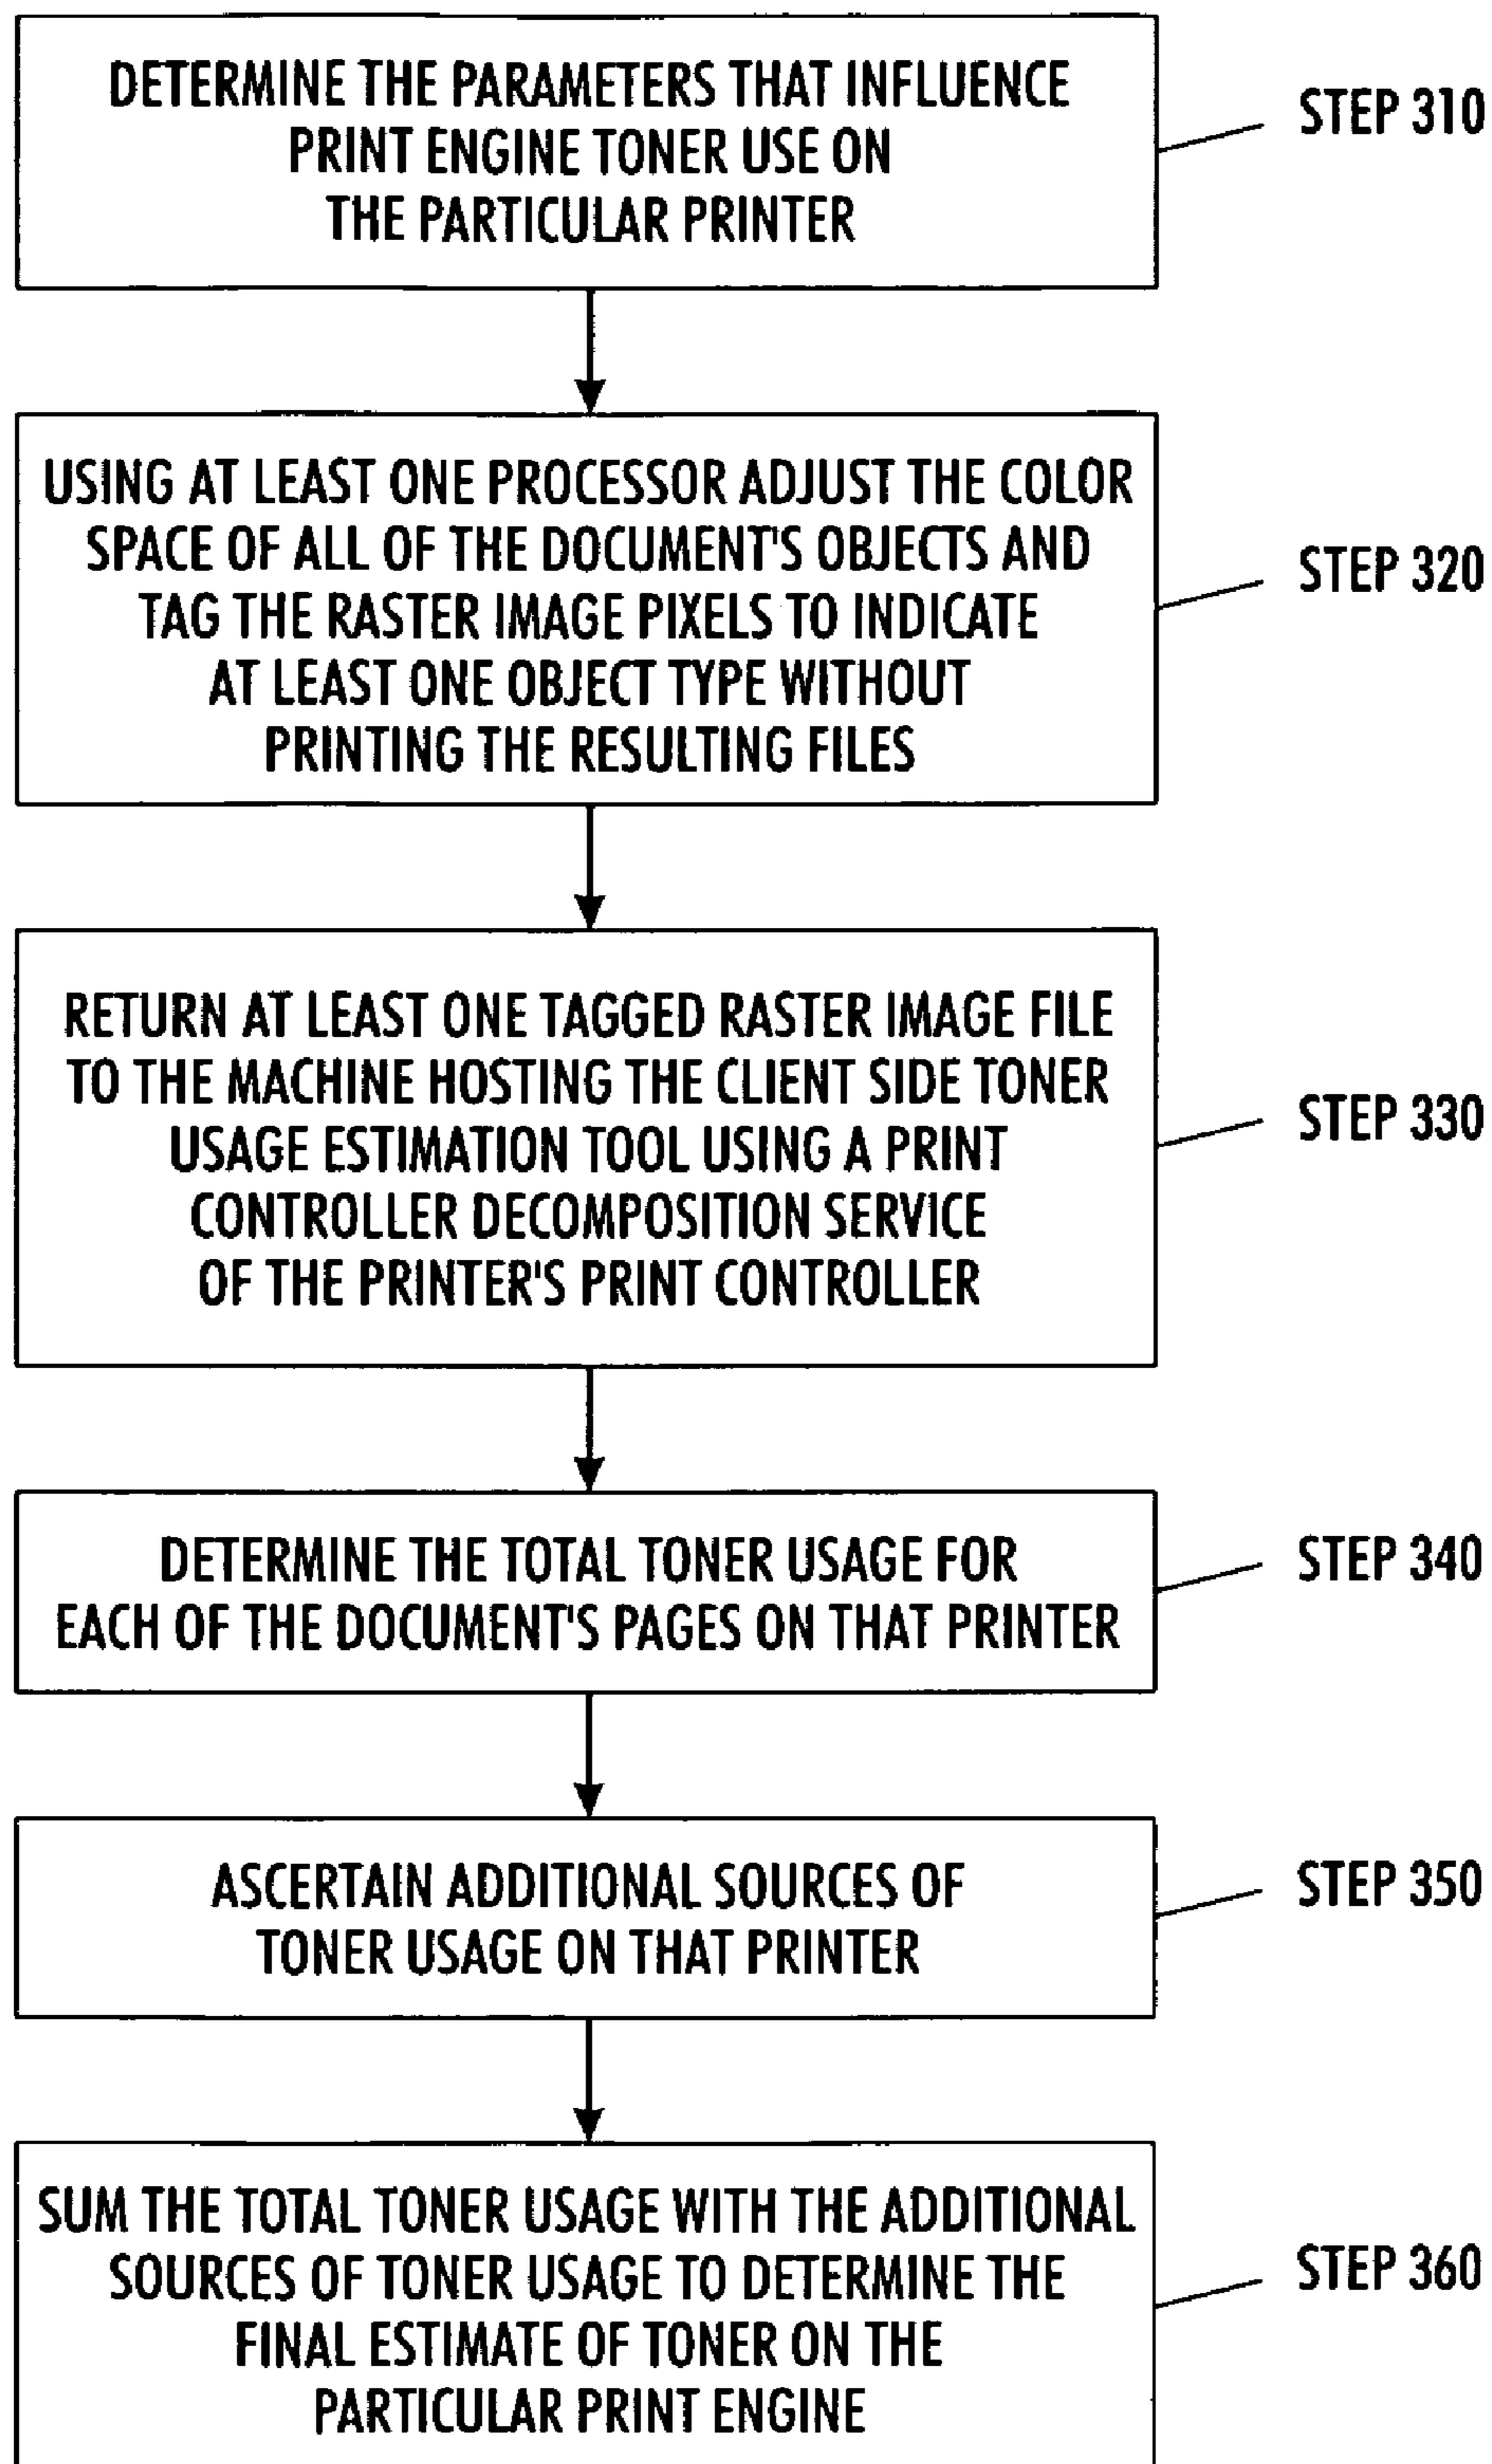 DETERMINE THE PARAMETERS THAT INFLUENCE
PRINT ENGINE TONER USE ON
THE PARTICULAR PRINTER
STEP 310
USING AT LEAST ONE PROCESSOR ADJUST THE COLOR
SPACE OF ALL OF THE DOCUMENT'S OBJECTS AND
TAG THE RASTER IMAGE PIXELS TO INDICATE
AT LEAST ONE OBJECT TYPE WITHOUT
PRINTING THE RESULTING FILES
STEP 320
RETURN AT LEAST ONE TAGGED RASTER IMAGE FILE
TO THE MACHINE HOSTING THE CLIENT SIDE TONER
USAGE ESTIMATION TOOL USING A PRINT
CONTROLLER DECOMPOSITION SERVICE
OF THE PRINTER'S PRINT CONTROLLER
STEP 330
DETERMINE THE TOTAL TONER USAGE FOR
EACH OF THE DOCUMENT'S PAGES ON THAT PRINTER
STEP 340
ASCERTAIN ADDITIONAL SOURCES OF
TONER USAGE ON THAT PRINTER
STEP 350
SUM THE TOTAL TONER USAGE WITH THE ADDITIONAL
SOURCES OF TONER USAGE TO DETERMINE THE
FINAL ESTIMATE OF TONER ON THE
PARTICULAR PRINT ENGINE
STEP 360